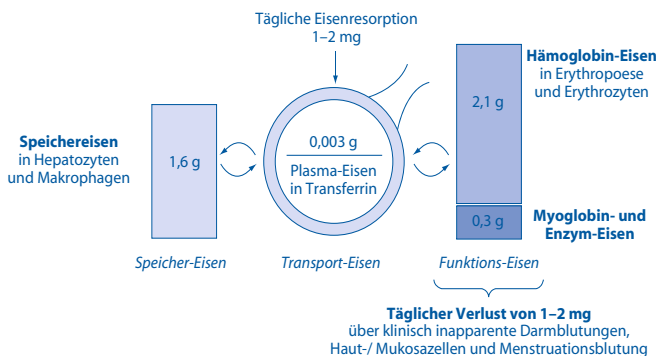 Tägliche Eisenresorption
1–2 mg
Speichereisen
in Hepatozyten
und Makrophagen
1,6 g
0,003 g
Plasma-Eisen
in Transferrin
2,1 g
0,3 g
Hämoglobin-Eisen
in Erythropoese
und Erythrozyten
Myoglobin- und
Enzym-Eisen
Speicher-Eisen
Transport-Eisen
Funktions-Eisen
Täglicher Verlust von 1–2 mg
über klinisch inapparente Darmblutungen,
Haut-/ Mukosazellen und Menstruationsblutung